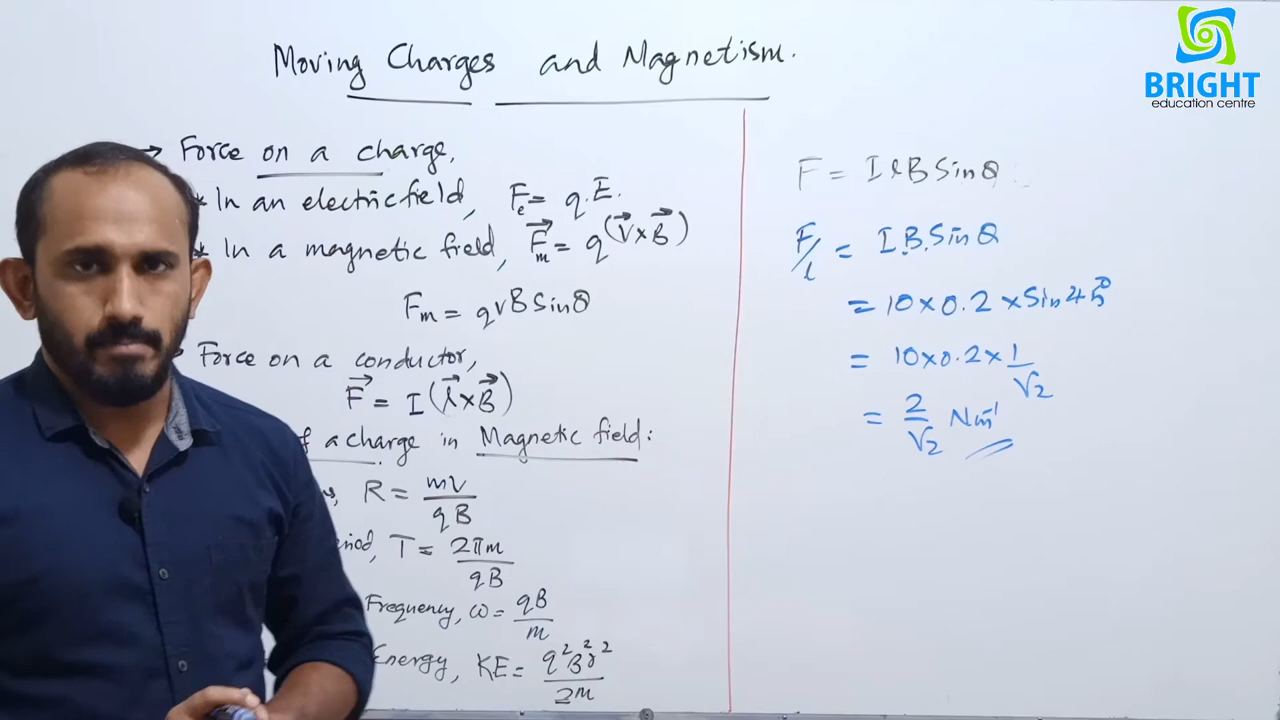 Moving Charges and Magnetism.
→ Force on a charge,
* In an electric field, Fe = q.E.
* In a magnetic field, F⃗m = q(V⃗×B⃗)
Fm = qvBSinθ
Force on a conductor,
F⃗ = I(l⃗×B⃗)
a charge in Magnetic field:
R = mv/qB
T = 2πm/qB
Frequency, ω = qB/m
Energy, KE = q²B²r²/2m
F = IlBSinθ
F/l = I.B.Sinθ
= 10×0.2×Sin45°
= 10×0.2×1/√2
= 2/√2 Nm⁻¹
BRIGHT
education centre